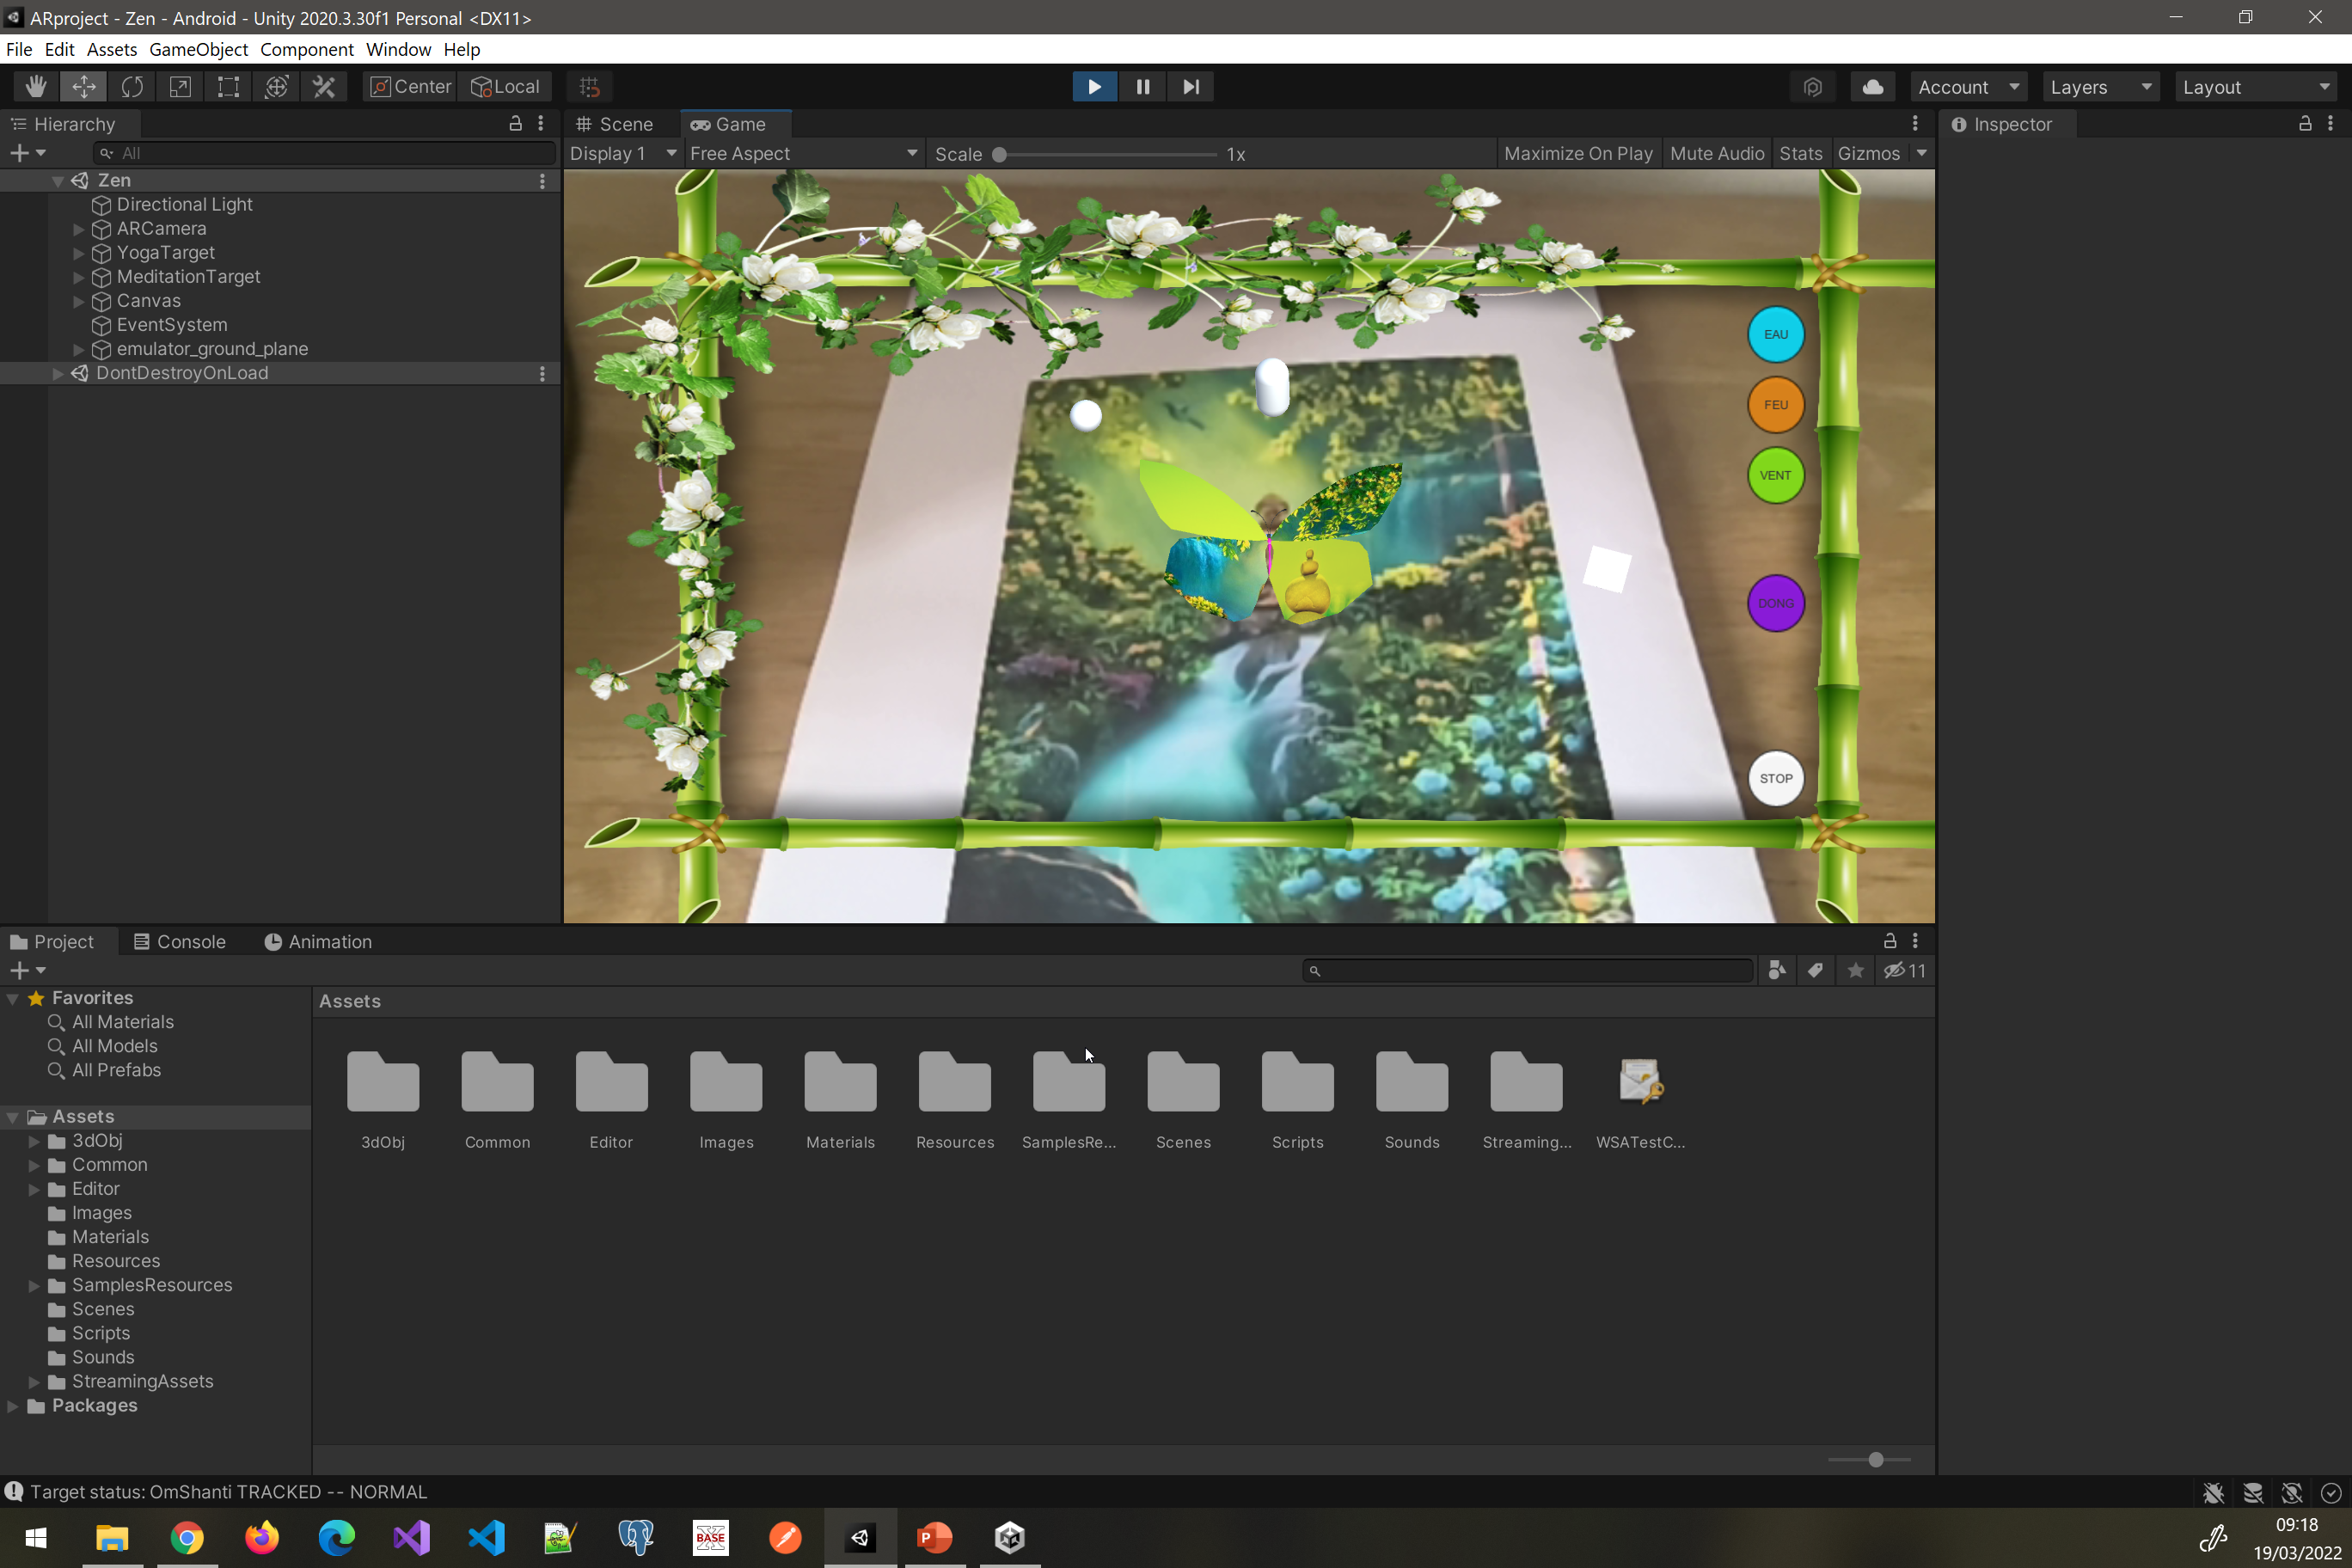 ARproject - Zen - Android - Unity 2020.3.30f1 Personal <DX11>
File Edit Assets GameObject Component Window Help
Center Local Account Layers Layout
Hierarchy
Scene Game
Inspector
All
Display 1 Free Aspect Scale 1x Maximize On Play Mute Audio Stats Gizmos
Zen
Directional Light
ARCamera
YogaTarget
MeditationTarget
Canvas
EventSystem
emulator_ground_plane
DontDestroyOnLoad
EAU
FEU
VENT
DONG
STOP
Project Console Animation
11
Favorites
All Materials
All Models
All Prefabs
Assets
3dObj
Common
Editor
Images
Materials
Resources
SamplesResources
Scenes
Scripts
Sounds
StreamingAssets
Packages
Assets
3dObj Common Editor Images Materials Resources SamplesRe... Scenes Scripts Sounds Streaming... WSATestC...
Target status: OmShanti TRACKED -- NORMAL
BASE
X
P
09:18
19/03/2022